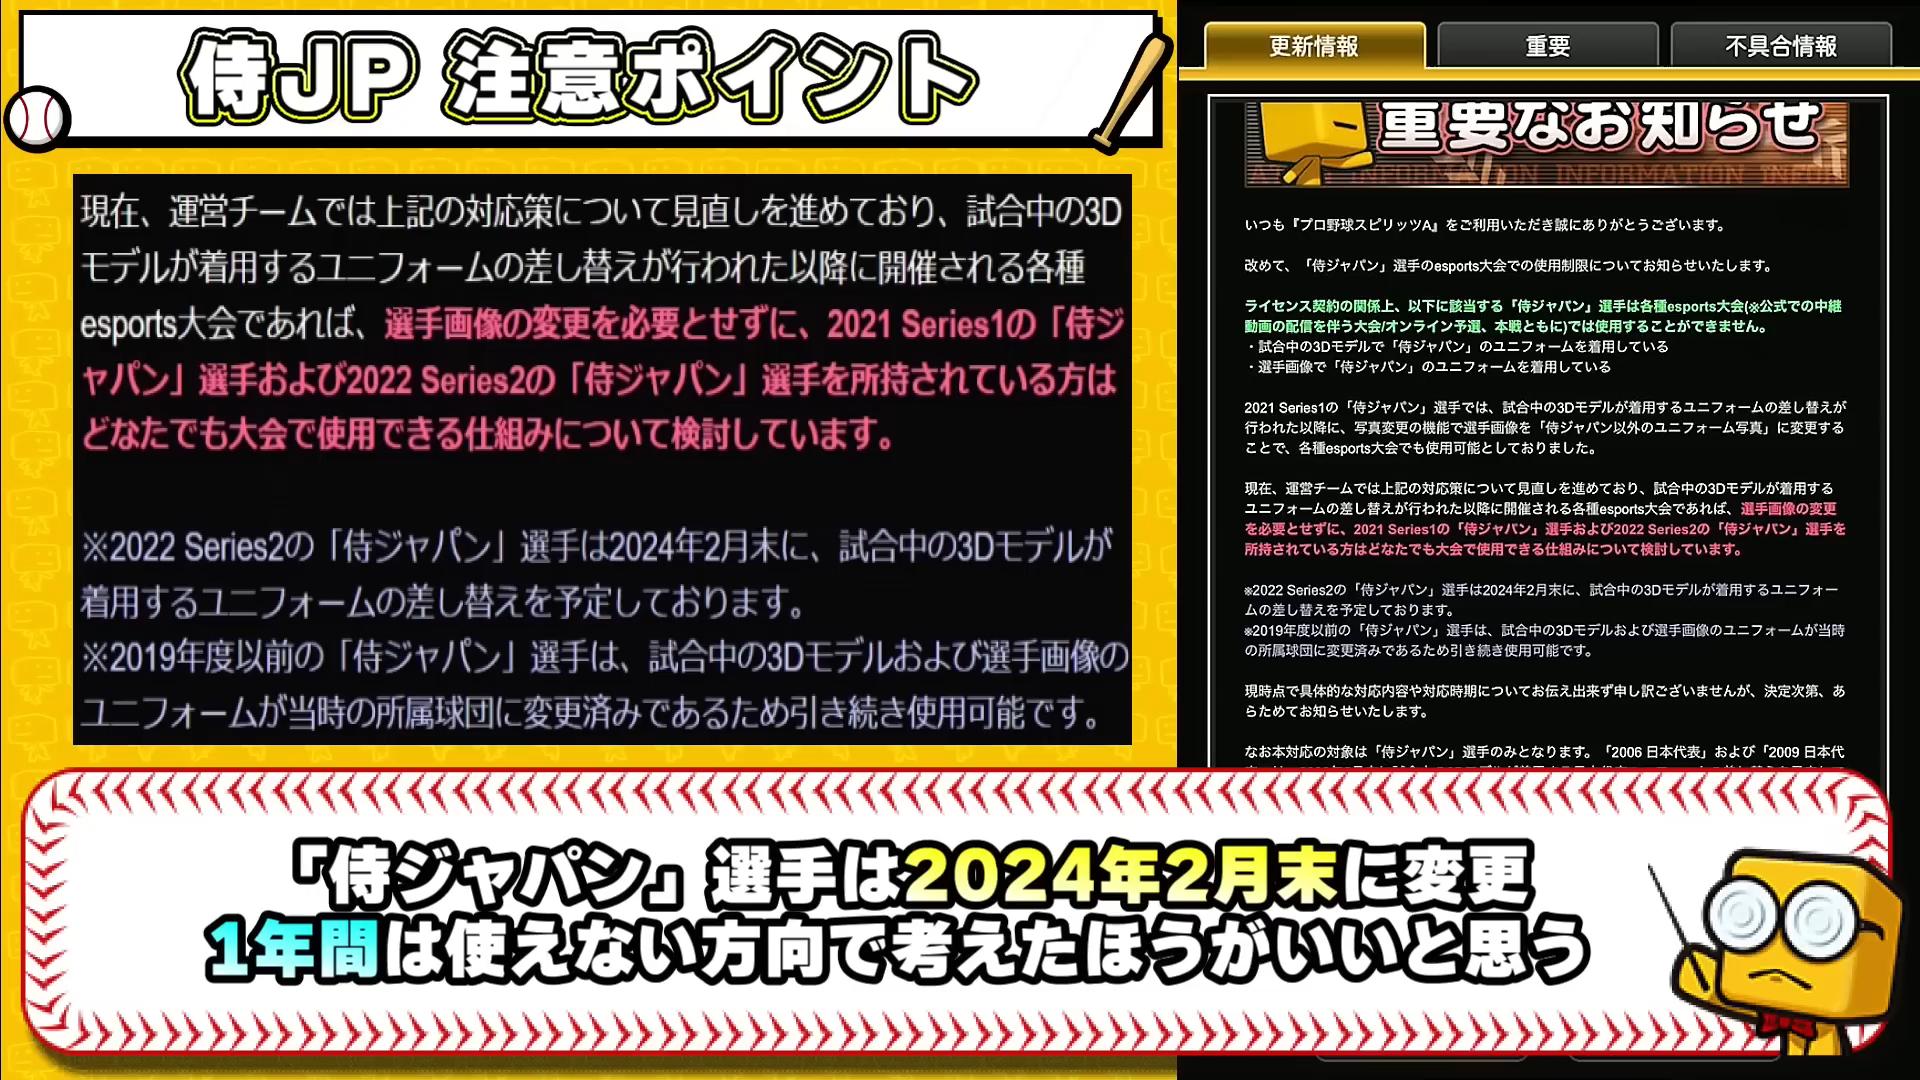 侍JP 注意ポイント
現在、運営チームでは上記の対応策について見直しを進めており、試合中の3D
モデルが着用するユニフォームの差し替えが行われた以降に開催される各種
esports大会であれば、選手画像の変更を必要とせずに、2021 Series1の「侍ジ
ャパン」選手および2022 Series2の「侍ジャパン」選手を所持されている方は
どなたでも大会で使用できる仕組みについて検討しています。
※2022 Series2の「侍ジャパン」選手は2024年2月末に、試合中の3Dモデルが
着用するユニフォームの差し替えを予定しております。
※2019年度以前の「侍ジャパン」選手は、試合中の3Dモデルおよび選手画像の
ユニフォームが当時の所属球団に変更済みであるため引き続き使用可能です。
更新情報
重要
不具合情報
重要なお知らせ
INFORMATION
いつも『プロ野球スピリッツA』をご利用いただき誠にありがとうございます。
改めて、「侍ジャパン」選手のesports大会での使用制限についてお知らせいたします。
ライセンス契約の関係上、以下に該当する「侍ジャパン」選手は各種esports大会(※公式での中継
動画の配信を伴う大会/オンライン予選、本戦ともに)では使用することができません。
・試合中の3Dモデルで「侍ジャパン」のユニフォームを着用している
・選手画像で「侍ジャパン」のユニフォームを着用している
2021 Series1の「侍ジャパン」選手では、試合中の3Dモデルが着用するユニフォームの差し替えが
行われた以降に、写真変更の機能で選手画像を「侍ジャパン以外のユニフォーム写真」に変更する
ことで、各種esports大会でも使用可能としておりました。
現在、運営チームでは上記の対応策について見直しを進めており、試合中の3Dモデルが着用する
ユニフォームの差し替えが行われた以降に開催される各種esports大会であれば、選手画像の変更
を必要とせずに、2021 Series1の「侍ジャパン」選手および2022 Series2の「侍ジャパン」選手を
所持されている方はどなたでも大会で使用できる仕組みについて検討しています。
※2022 Series2の「侍ジャパン」選手は2024年2月末に、試合中の3Dモデルが着用するユニフォー
ムの差し替えを予定しております。
※2019年度以前の「侍ジャパン」選手は、試合中の3Dモデルおよび選手画像のユニフォームが当時
の所属球団に変更済みであるため引き続き使用可能です。
現時点で具体的な対応内容や対応時期についてお伝え出来ず申し訳ございませんが、決定次第、あ
らためてお知らせいたします。
なお本対応の対象は「侍ジャパン」選手のみとなります。「2006 日本代表」および「2009 日本代
「侍ジャパン」選手は2024年2月末に変更
1年間は使えない方向で考えたほうがいいと思う